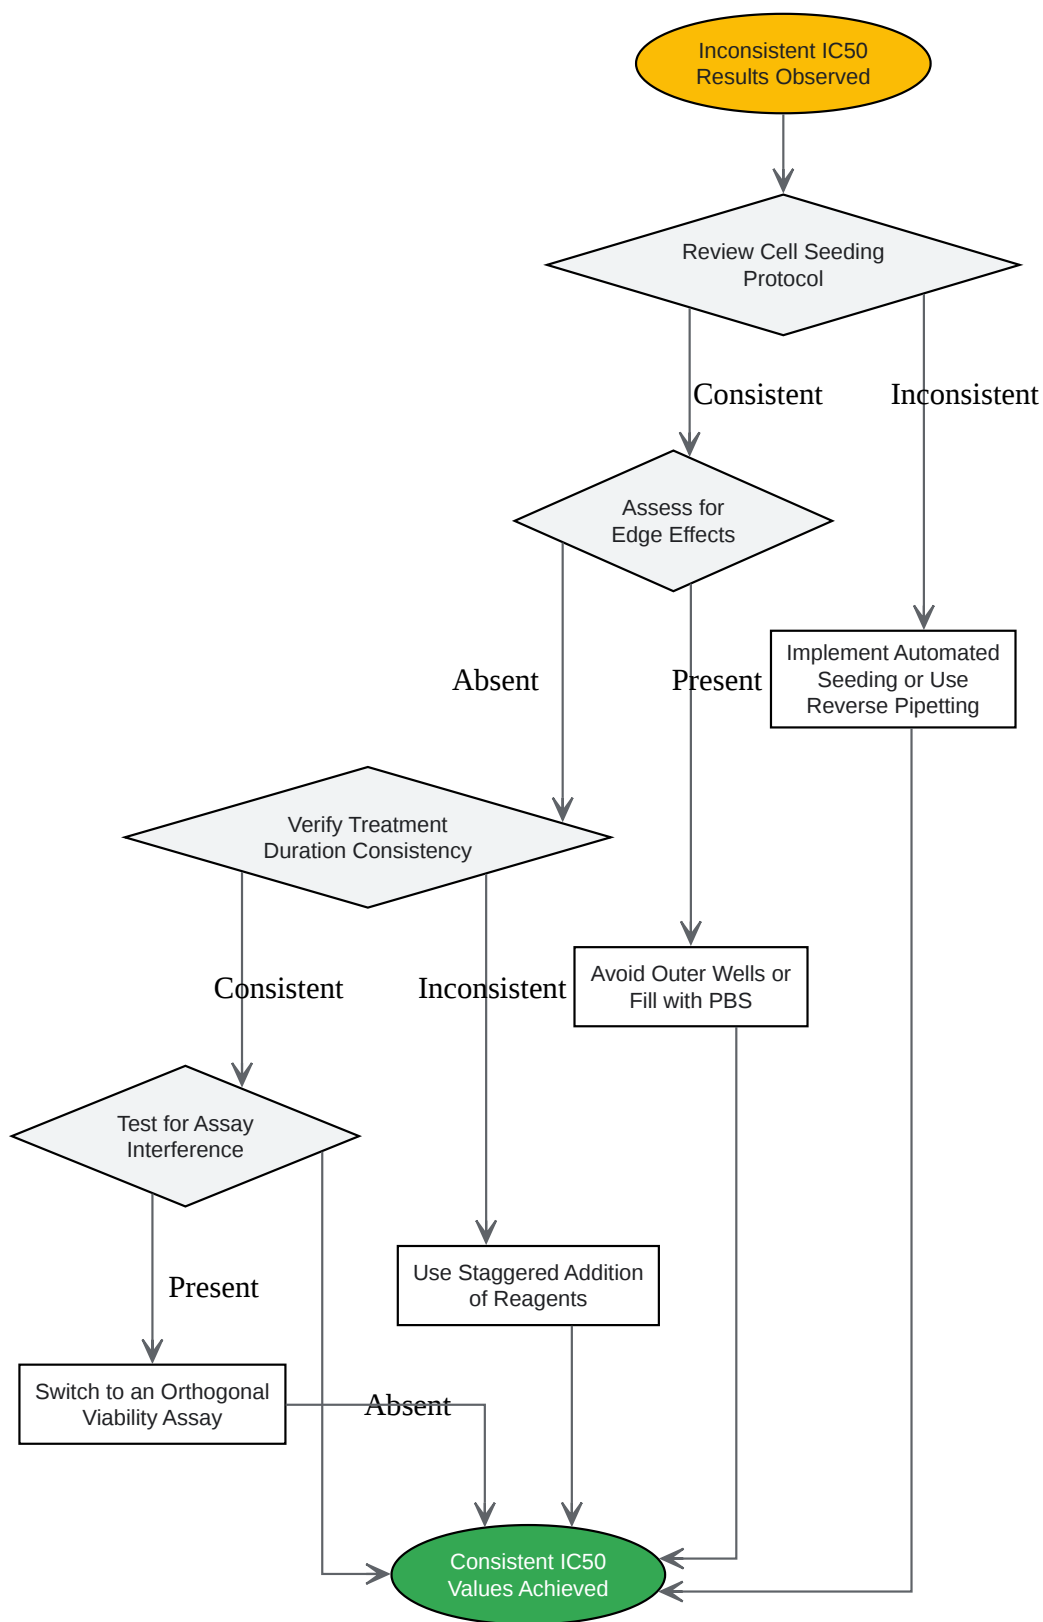 Inconsistent IC50
Results Observed
Review Cell Seeding
Protocol
Consistent
Inconsistent
Assess for
Edge Effects
Absent
Present
Implement Automated
Seeding or Use
Reverse Pipetting
Verify Treatment
Duration Consistency
Consistent
Inconsistent
Avoid Outer Wells or
Fill with PBS
Test for Assay
Interference
Present
Use Staggered Addition
of Reagents
Switch to an Orthogonal
Viability Assay
Absent
Consistent IC50
Values Achieved